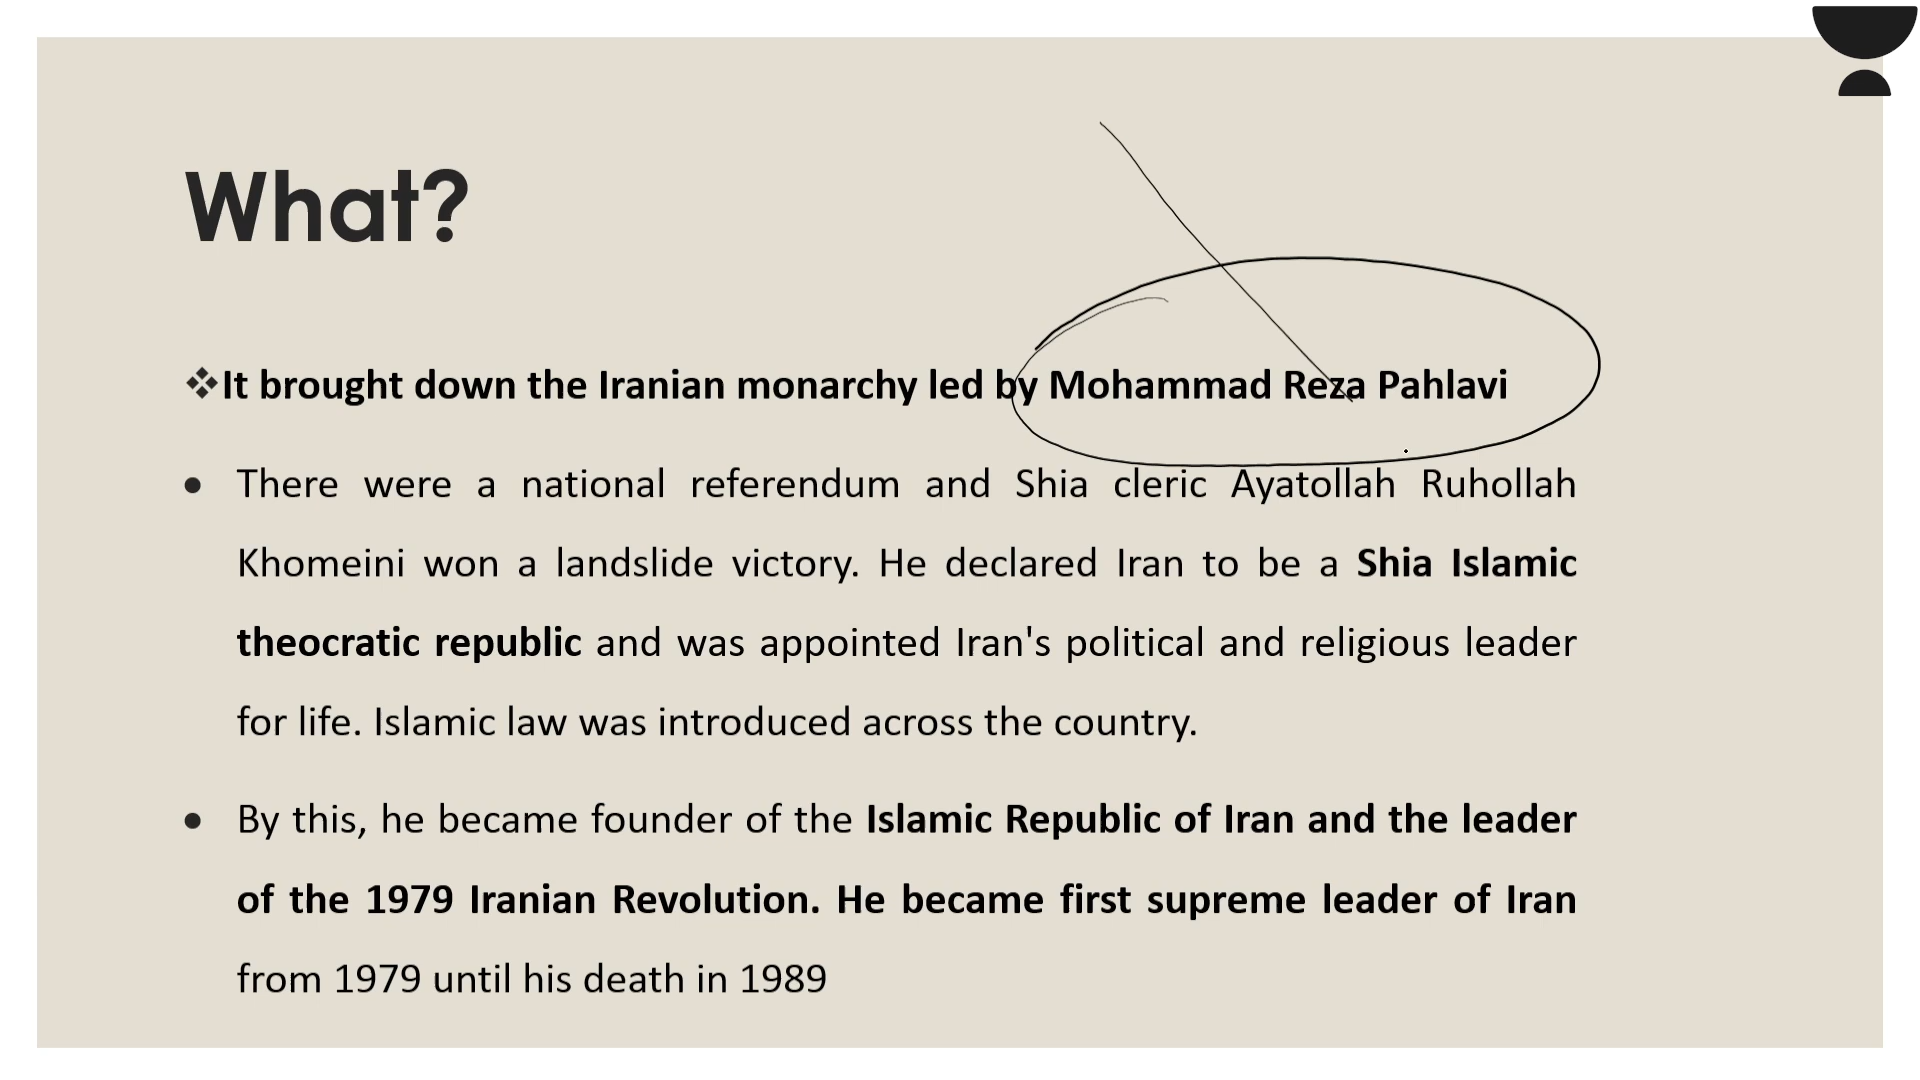 What?
❖It brought down the Iranian monarchy led by Mohammad Reza Pahlavi
• There were a national referendum and Shia cleric Ayatollah Ruhollah
Khomeini won a landslide victory. He declared Iran to be a Shia Islamic
theocratic republic and was appointed Iran's political and religious leader
for life. Islamic law was introduced across the country.
• By this, he became founder of the Islamic Republic of Iran and the leader
of the 1979 Iranian Revolution. He became first supreme leader of Iran
from 1979 until his death in 1989